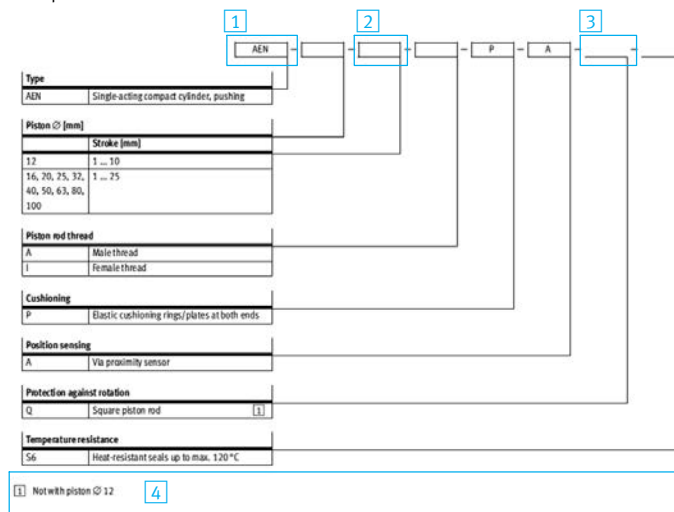 1 2 3
AEN - - - - P - A - -
Type
AEN Single-acting compact cylinder, pushing
Piston ∅ [mm]
Stroke [mm]
12 1 ... 10
16, 20, 25, 32, 1 ... 25
40, 50, 63, 80,
100
Piston rod thread
A Male thread
I Female thread
Cushioning
P Elastic cushioning rings/plates at both ends
Position sensing
A Via proximity sensor
Protection against rotation
Q Square piston rod 1
Temperature resistance
S6 Heat-resistant seals up to max. 120 °C
1 Not with piston ∅ 12 4